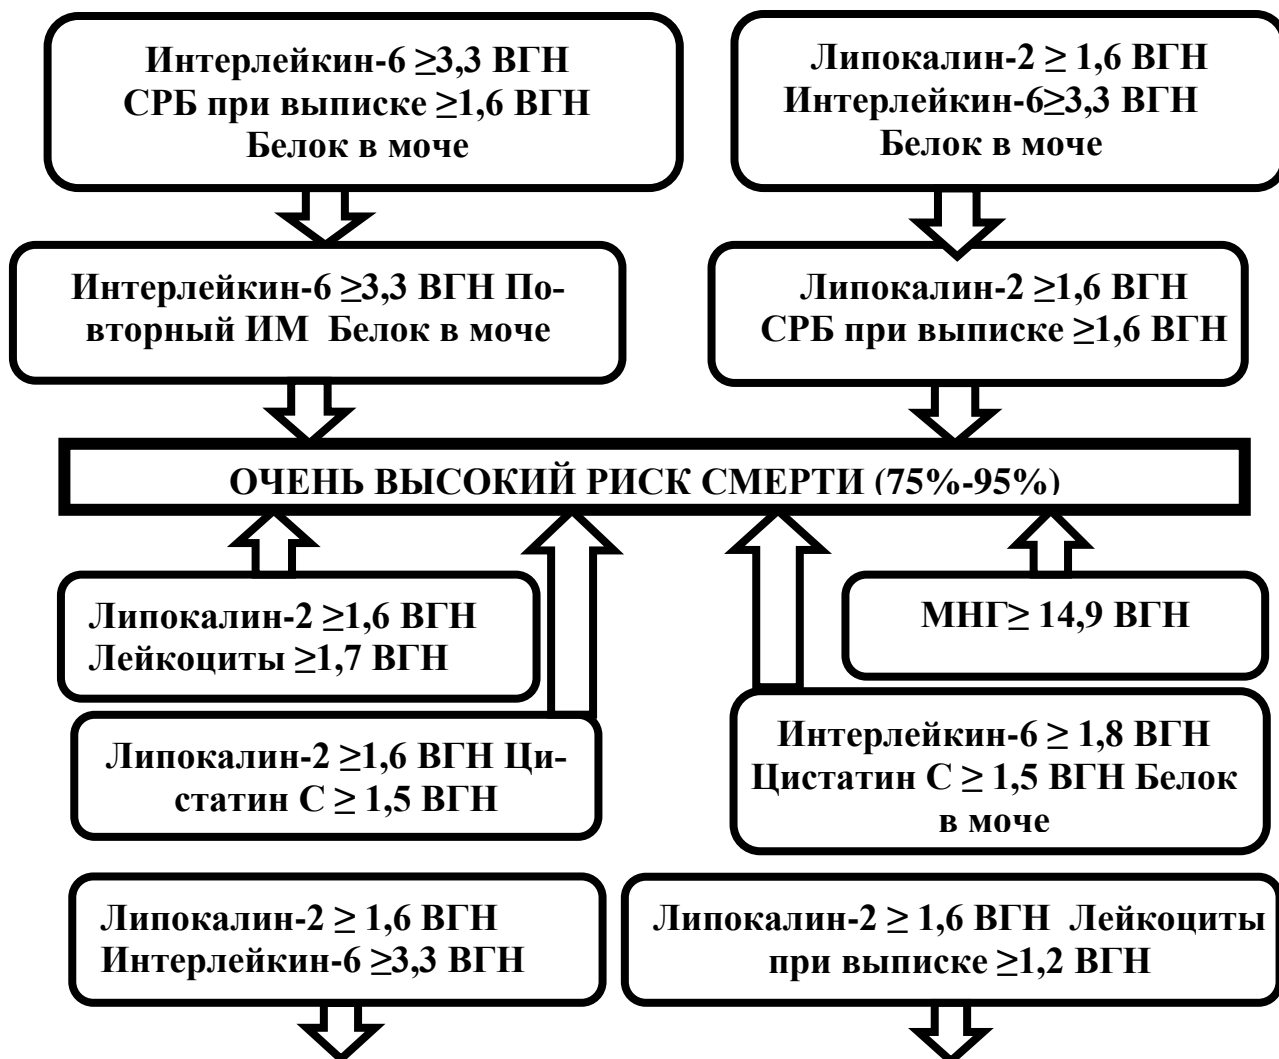 Интерлейкин-6 ≥3,3 ВГН
СРБ при выписке ≥1,6 ВГН
Белок в моче
Липокалин-2 ≥ 1,6 ВГН
Интерлейкин-6≥3,3 ВГН
Белок в моче
Интерлейкин-6 ≥3,3 ВГН По-
вторный ИМ Белок в моче
Липокалин-2 ≥1,6 ВГН
СРБ при выписке ≥1,6 ВГН
ОЧЕНЬ ВЫСОКИЙ РИСК СМЕРТИ (75%-95%)
Липокалин-2 ≥1,6 ВГН
Лейкоциты ≥1,7 ВГН
МНГ≥ 14,9 ВГН
Липокалин-2 ≥1,6 ВГН Ци-
статин С ≥ 1,5 ВГН
Интерлейкин-6 ≥ 1,8 ВГН
Цистатин С ≥ 1,5 ВГН Белок
в моче
Липокалин-2 ≥ 1,6 ВГН
Интерлейкин-6 ≥3,3 ВГН
Липокалин-2 ≥ 1,6 ВГН Лейкоциты
при выписке ≥1,2 ВГН